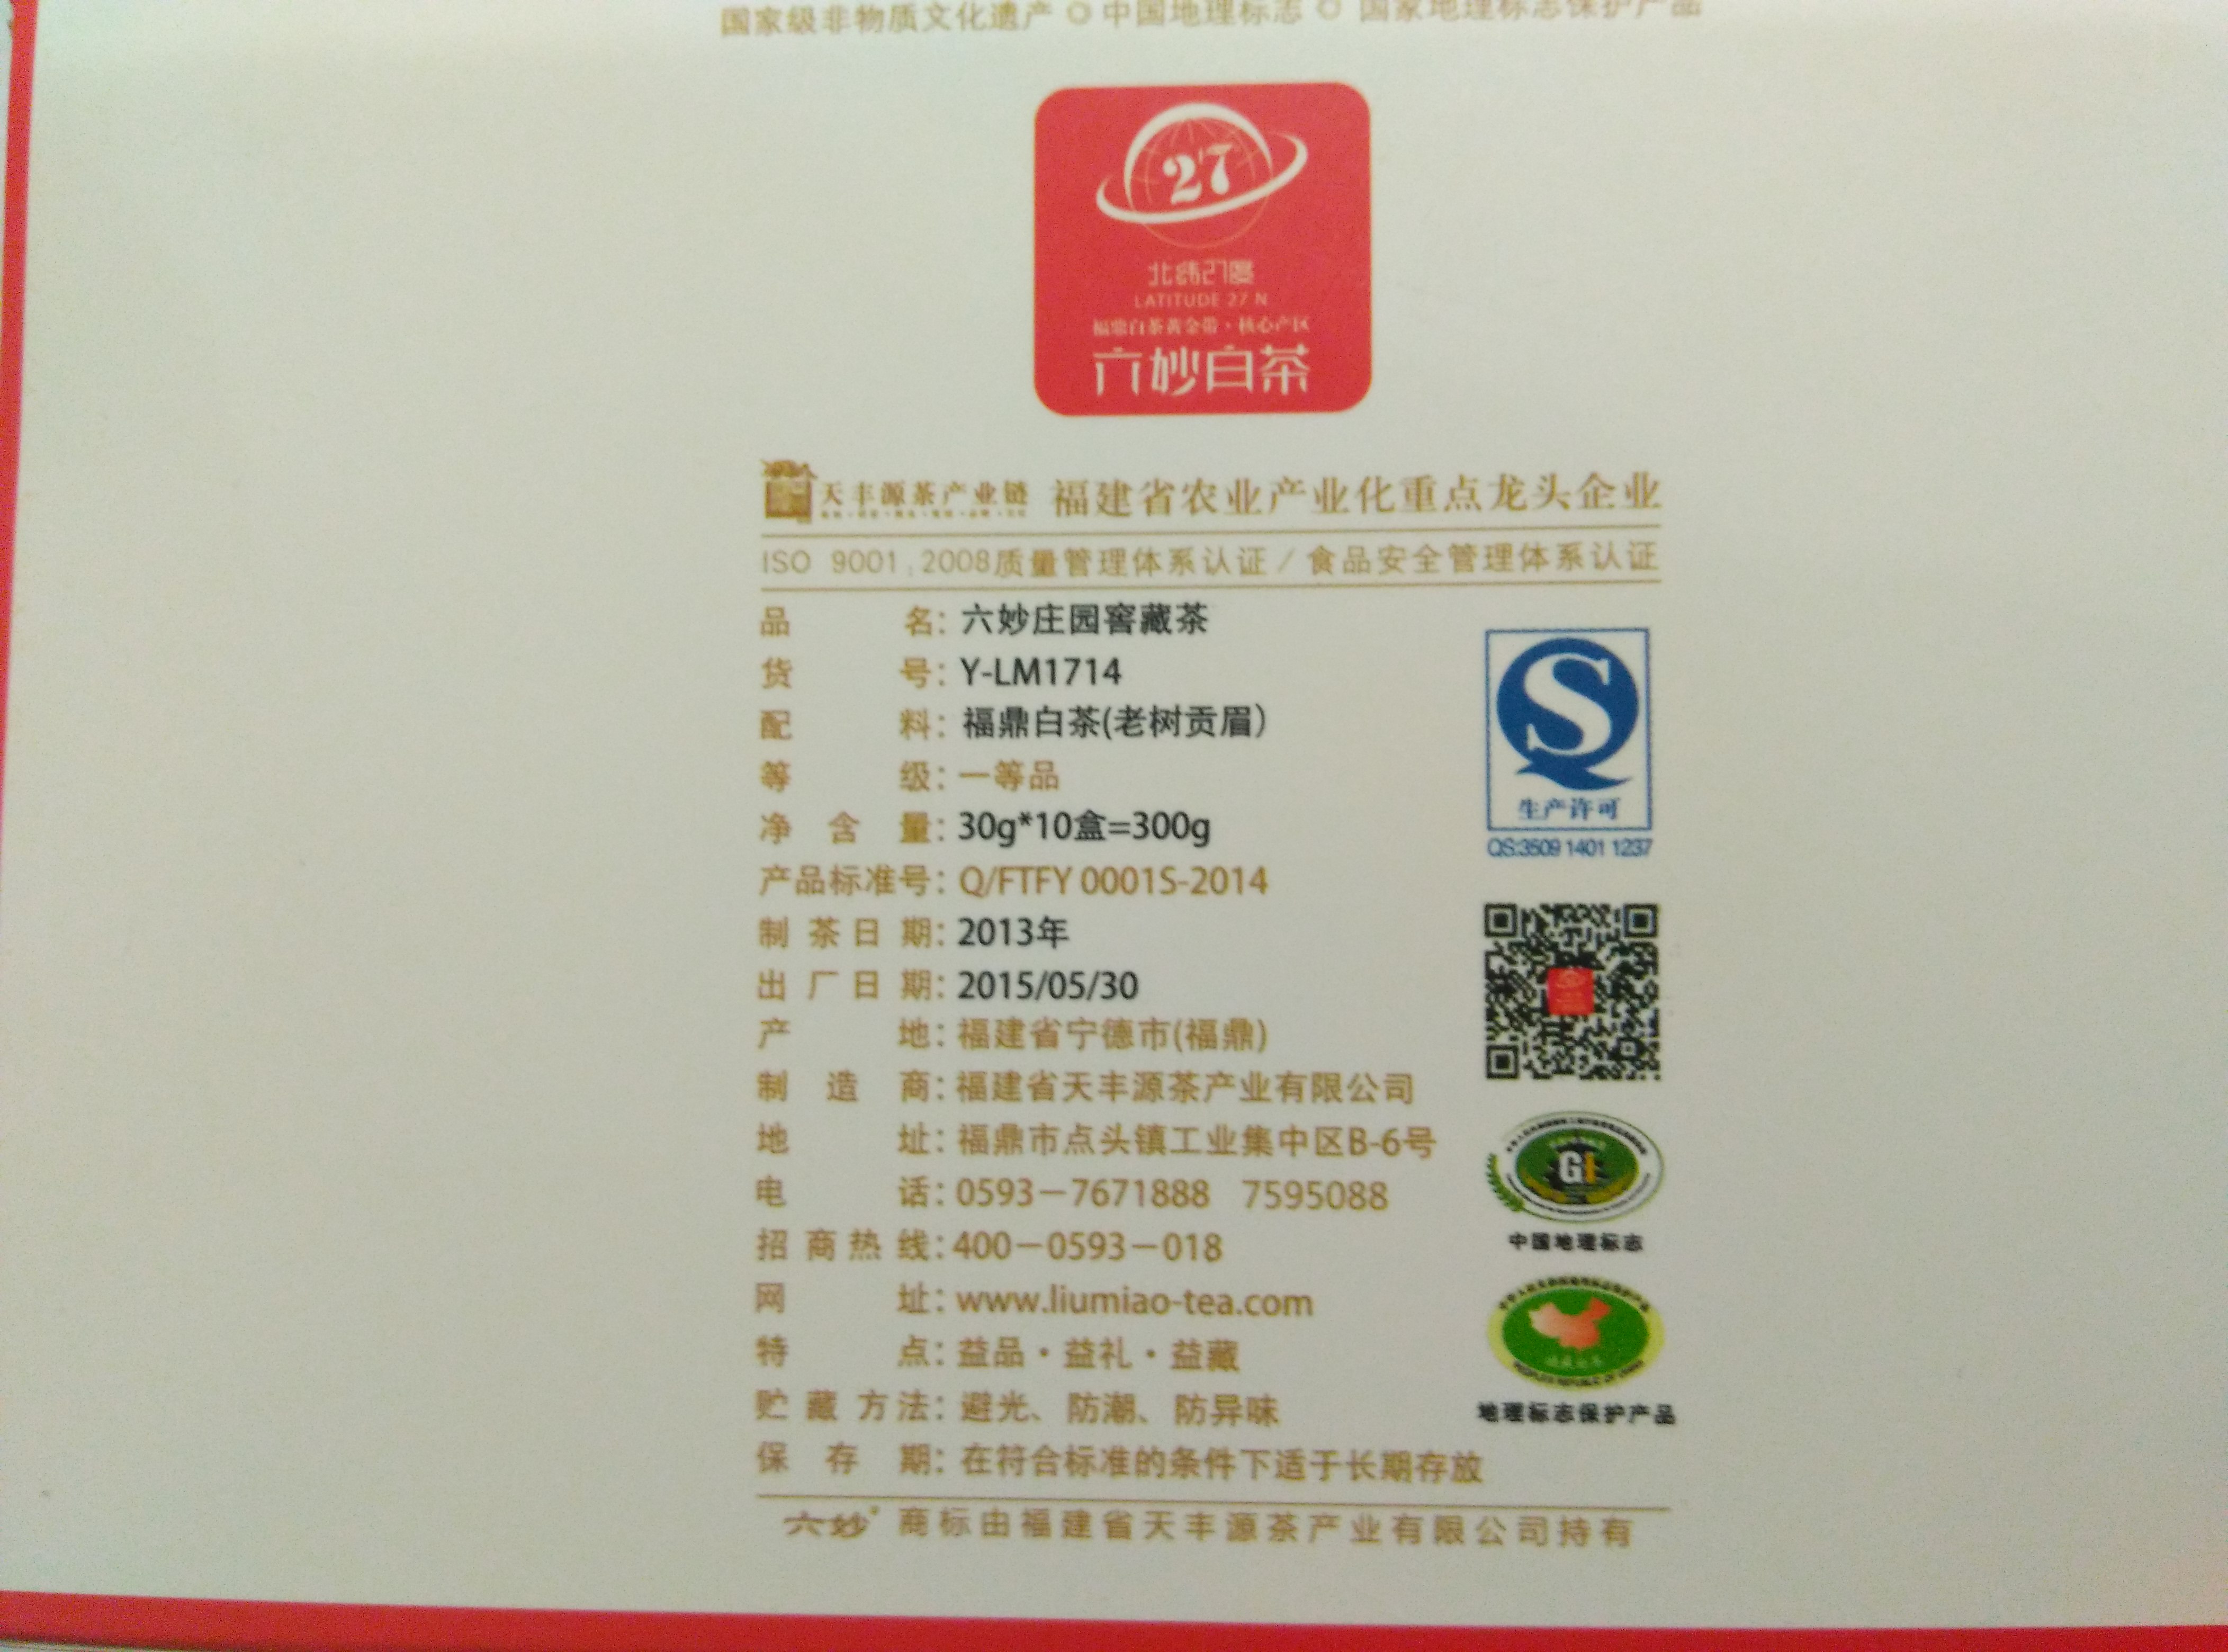 国家级非物质文化遗产 中国地理标志 国家地理标志保护产品
27
北纬27度
LATITUDE 27 N
福鼎白茶黄金带·核心产区
六妙白茶
天丰源茶产业链 福建省农业产业化重点龙头企业
ISO 9001:2008质量管理体系认证/食品安全管理体系认证
品名：六妙庄园窖藏茶
货号：Y-LM1714
配料：福鼎白茶(老树贡眉)
等级：一等品
净含量：30g*10盒=300g
产品标准号：Q/FTFY 0001S-2014
制茶日期：2013年
出厂日期：2015/05/30
产地：福建省宁德市(福鼎)
制造商：福建省天丰源茶产业有限公司
地址：福鼎市点头镇工业集中区B-6号
电话：0593－7671888 7595088
招商热线：400－0593－018
网址：www.liumiao-tea.com
特点：益品·益礼·益藏
贮藏方法：避光、防潮、防异味
保存期：在符合标准的条件下适于长期存放
六妙 商标由福建省天丰源茶产业有限公司持有
S
生产许可
QS:3509 1401 1237
GI
中国地理标志
地理标志保护产品